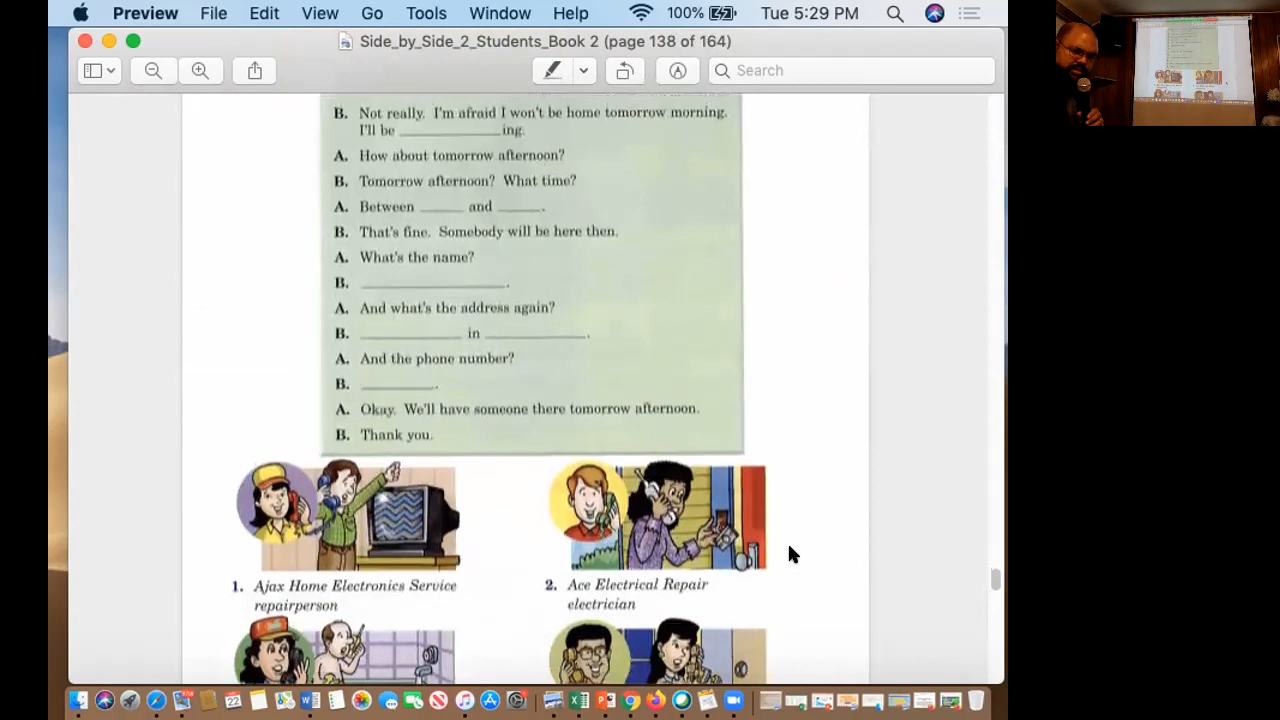 Preview File Edit View Go Tools Window Help 100% Tue 5:29 PM
Side_by_Side_2_Students_Book 2 (page 138 of 164)
Search
B. Not really. I'm afraid I won't be home tomorrow morning.
I'll be ____________ing.
A. How about tomorrow afternoon?
B. Tomorrow afternoon? What time?
A. Between _____ and _____.
B. That's fine. Somebody will be here then.
A. What's the name?
B. _________________.
A. And what's the address again?
B. ____________ in ____________.
A. And the phone number?
B. _________.
A. Okay. We'll have someone there tomorrow afternoon.
B. Thank you.
1. Ajax Home Electronics Service
repairperson
2. Ace Electrical Repair
electrician